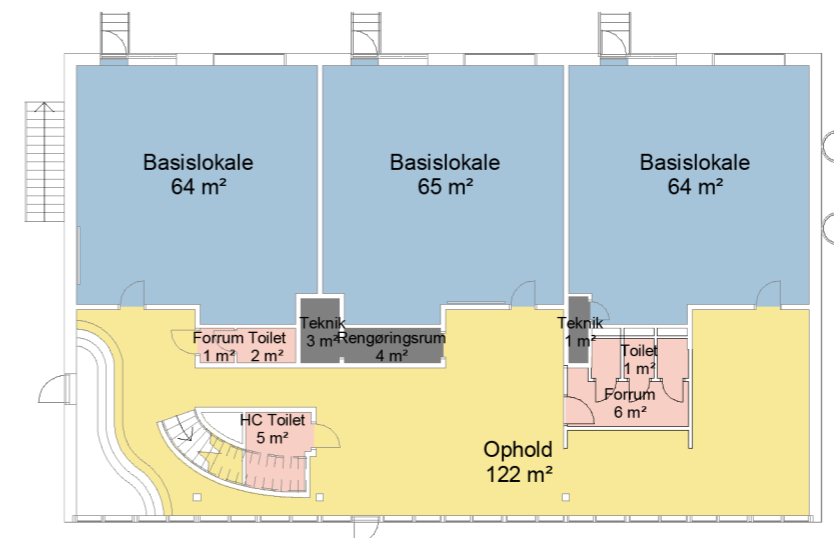 Basislokale
64 m²
Basislokale
65 m²
Basislokale
64 m²
Teknik
3 m²
Rengøringsrum
4 m²
Teknik
1 m²
Forrum
1 m²
Toilet
2 m²
Toilet
1 m²
Forrum
6 m²
HC Toilet
5 m²
Ophold
122 m²